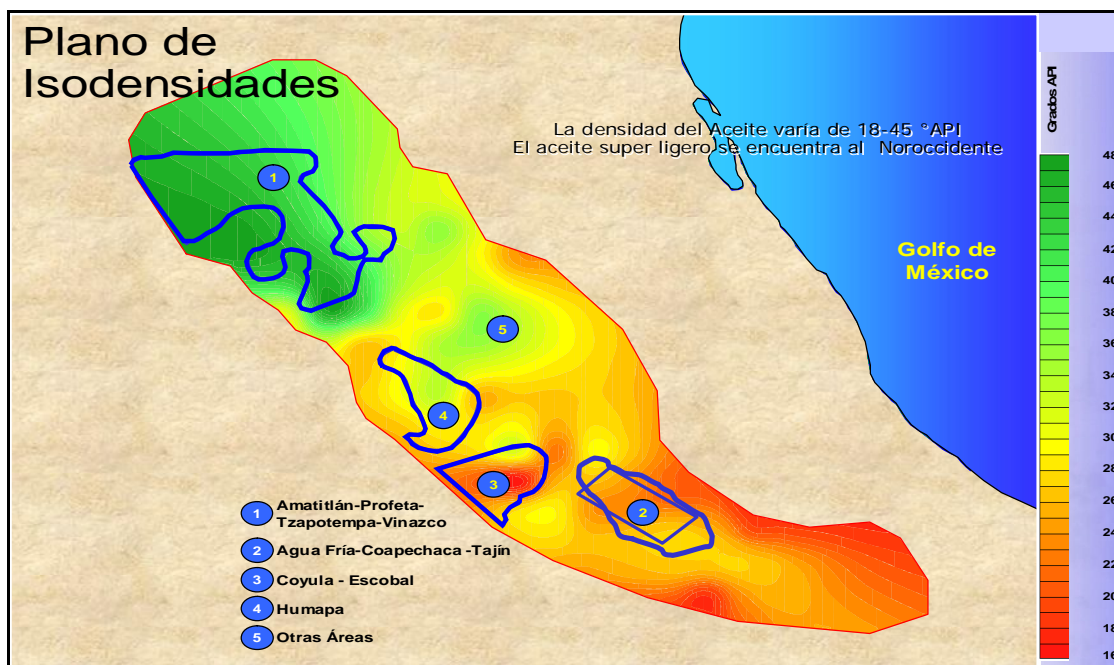 Plano de
Isodensidades
La densidad del Aceite varía de 18-45 °API
El aceite super ligero se encuentra al Noroccidente
Golfo de
México
Grados API
48
46
44
42
40
38
36
34
32
30
28
26
24
22
20
18
16
1
5
4
3
2
1 Amatitlán-Profeta-
Tzapotempa-Vinazco
2 Agua Fría-Coapechaca -Tajín
3 Coyula - Escobal
4 Humapa
5 Otras Áreas